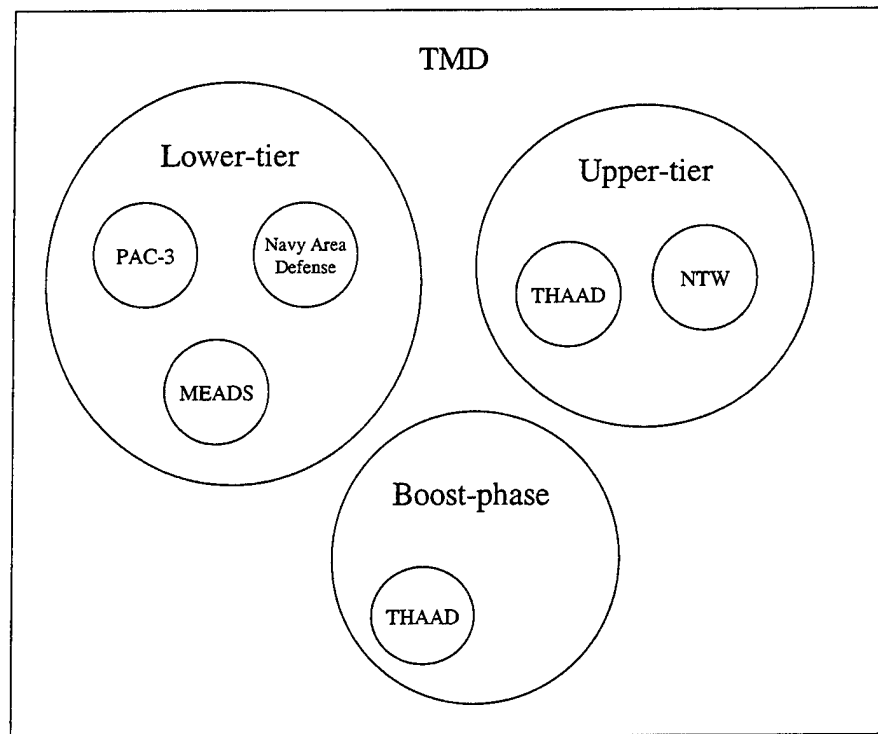 TMD
Lower-tier
PAC-3
Navy Area
Defense
MEADS
Upper-tier
THAAD
NTW
Boost-phase
THAAD